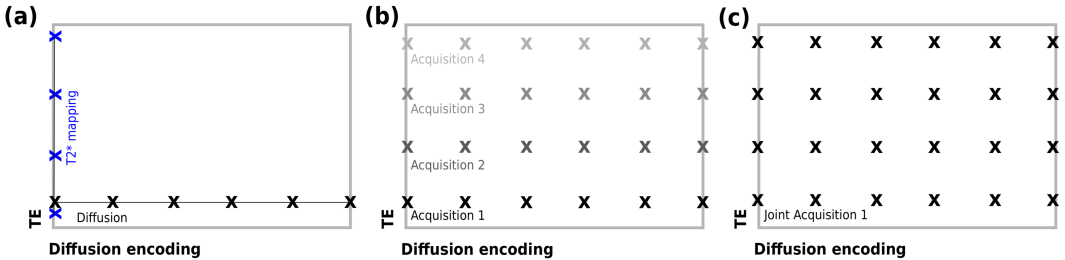 (a)
T2* mapping
Diffusion
TE
Diffusion encoding
(b)
Acquisition 4
Acquisition 3
Acquisition 2
Acquisition 1
Diffusion encoding
(c)
TE
Joint Acquisition 1
Diffusion encoding
TE